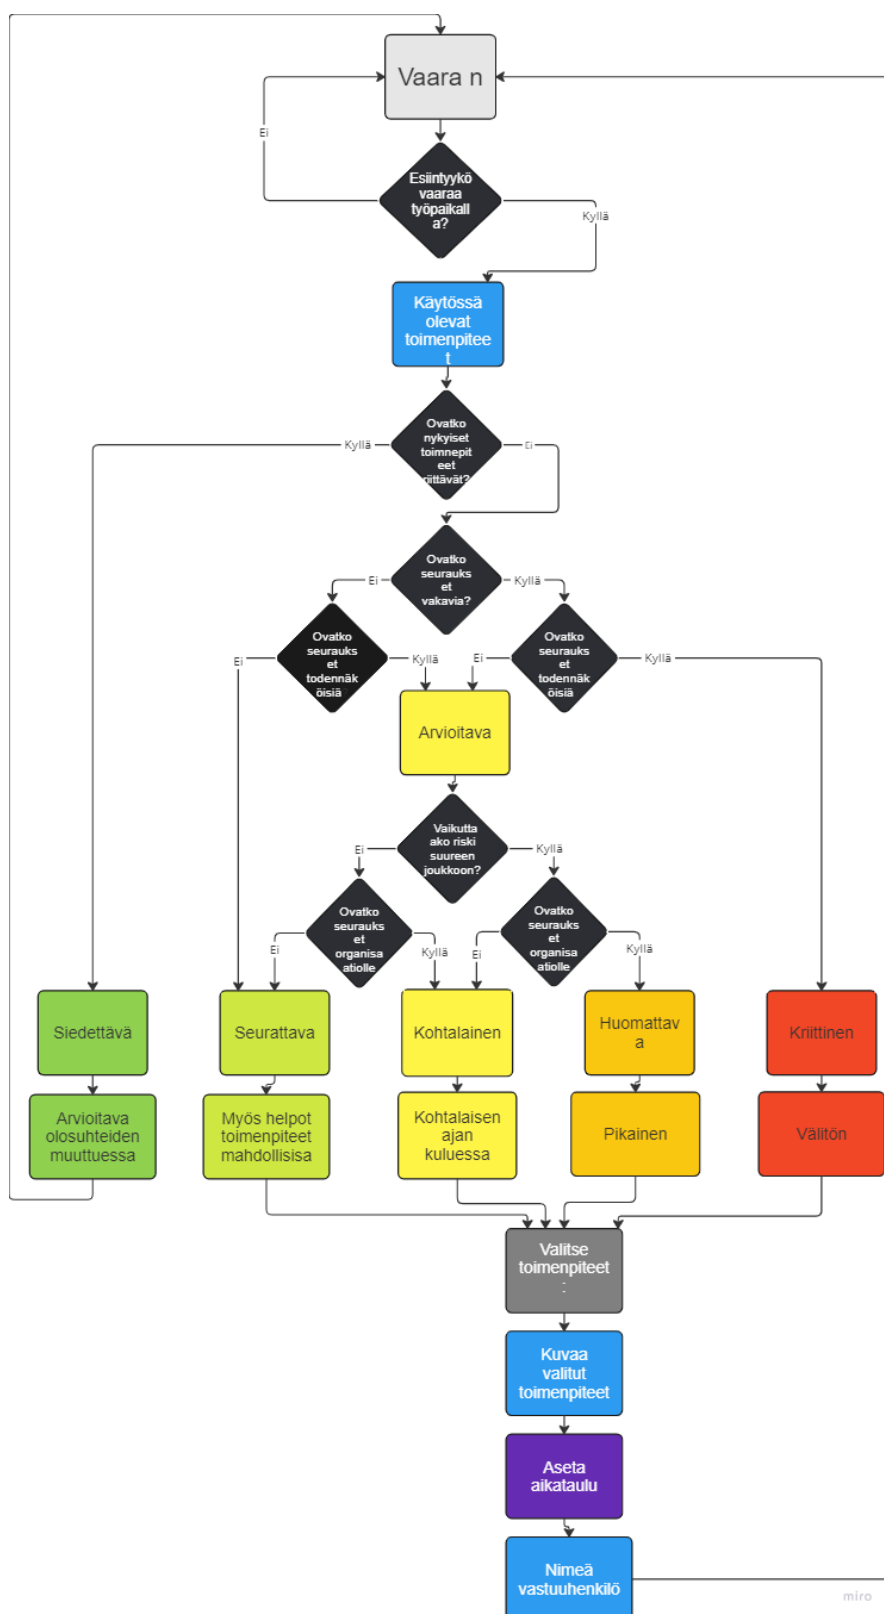 Vaara n
Ei
Esiintyykö
vaaraa
työpaikall
a?
Kyllä
Käytössä
olevat
toimenpitee
t
Ovatko
nykyiset
toimnepit
eet
riittävät?
Kyllä
Ei
Ovatko
seurauks
et
vakavia?
Ei
Kyllä
Ovatko
seurauks
et
todennäk
öisiä
Ovatko
seurauks
et
todennäk
öisiä
Ei
Kyllä
Ei
Kyllä
Arvioitava
Vaikutta
ako riski
suureen
joukkoon?
Ei
Kyllä
Ovatko
seurauks
et
organisa
atiolle
Ovatko
seurauks
et
organisa
atiolle
Ei
Kyllä
Ei
Kyllä
Siedettävä
Seurattava
Kohtalainen
Huomattav
a
Kriittinen
Arvioitava
olosuhteiden
muuttuessa
Myös helpot
toimenpiteet
mahdollisisa
Kohtalaisen
ajan
kuluessa
Pikainen
Välitön
Valitse
toimenpiteet
:
Kuvaa
valitut
toimenpiteet
Aseta
aikataulu
Nimeä
vastuuhenkilö
miro